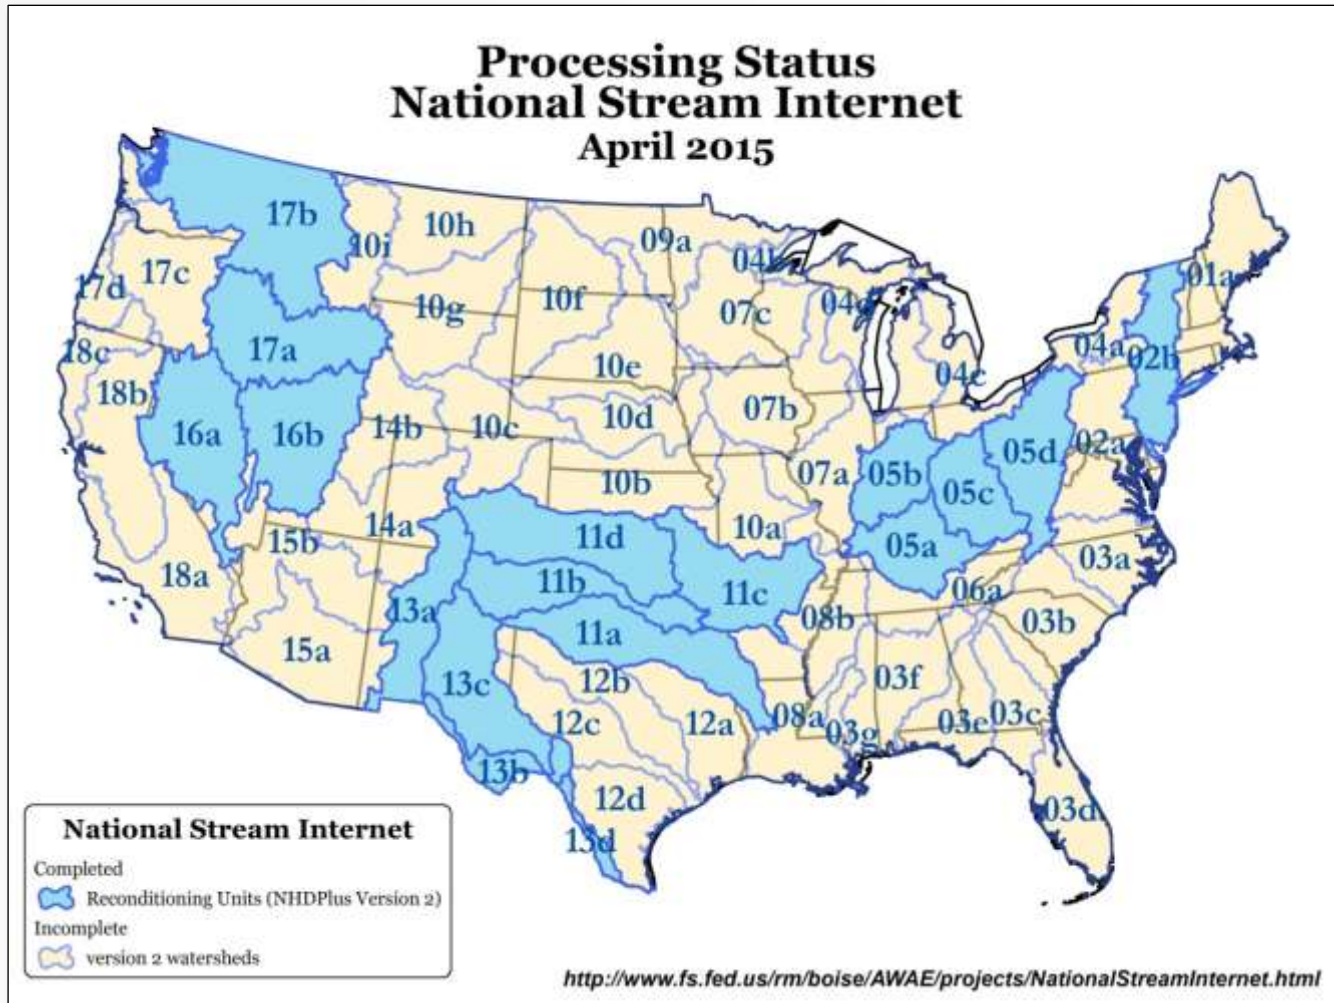 Processing Status
National Stream Internet
April 2015
17b
10i
10h
09a
04b
01a
17d
17c
10g
10f
07c
04d
04a
02b
18c
17a
10e
04c
18b
16a
16b
14b
10c
10d
07b
05d
02a
10b
07a
05b
05c
15b
14a
11d
10a
05a
03a
18a
11b
11c
06a
13a
11a
08b
03b
15a
13c
12b
03f
12c
12a
08a
03g
03e
03c
13b
12d
03d
13d
National Stream Internet
Completed
Reconditioning Units (NHDPlus Version 2)
Incomplete
version 2 watersheds
http://www.fs.fed.us/rm/boise/AWAE/projects/NationalStreamInternet.html